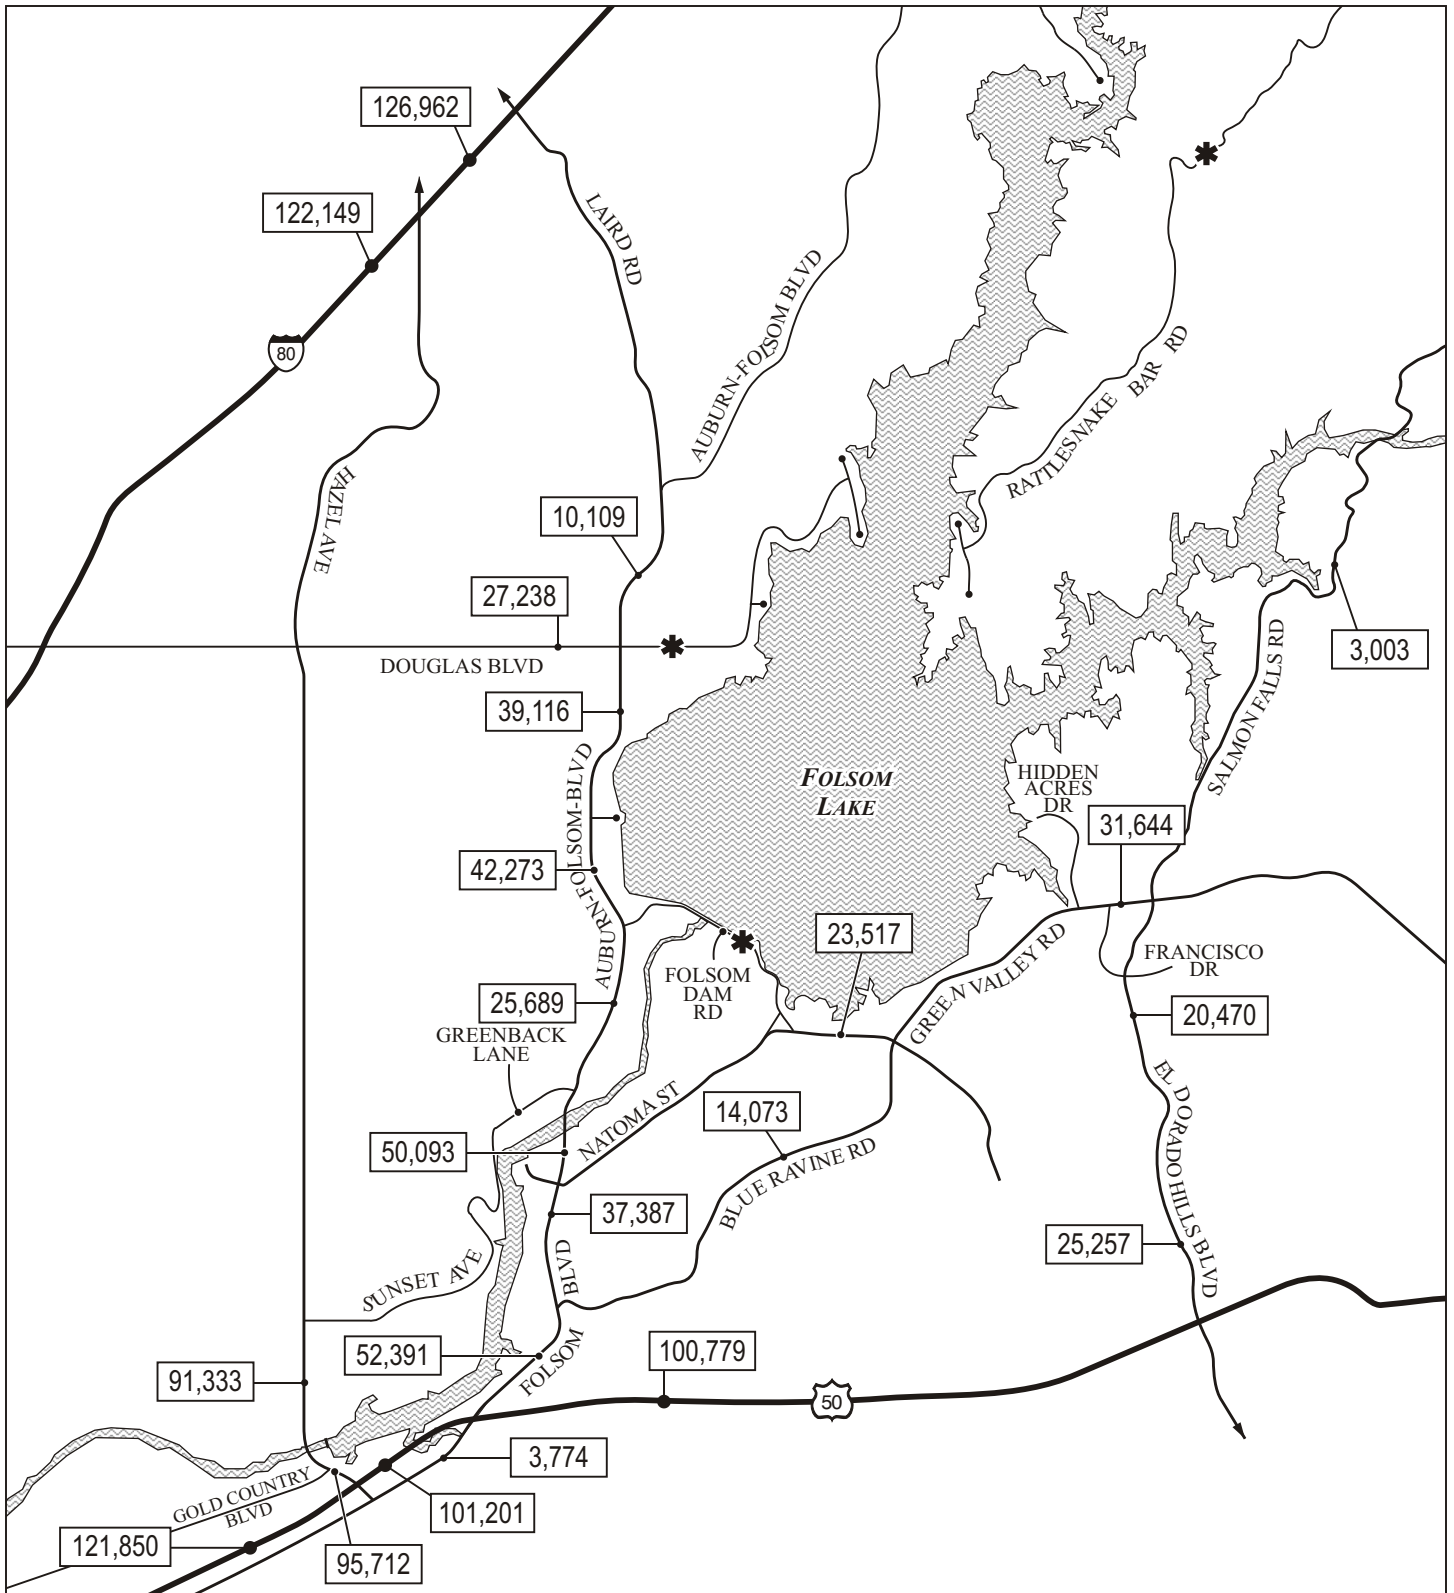 126,962
122,149
LAIRD RD
80
AUBURN-FOLSOM BLVD
RATTLESNAKE BAR RD
HAZEL AVE
10,109
27,238
DOUGLAS BLVD
3,003
39,116
SALMON FALLS RD
FOLSOM
LAKE
HIDDEN
ACRES
DR
31,644
AUBURN-FOLSOM-BLVD
42,273
23,517
FOLSOM
DAM
RD
GREEN VALLEY RD
FRANCISCO
DR
25,689
20,470
GREENBACK
LANE
EL DORADO HILLS BLVD
NATOMA ST
14,073
50,093
BLUE RAVINE RD
37,387
25,257
SUNSET AVE
FOLSOM BLVD
52,391
100,779
91,333
50
3,774
GOLD COUNTRY
BLVD
101,201
121,850
95,712